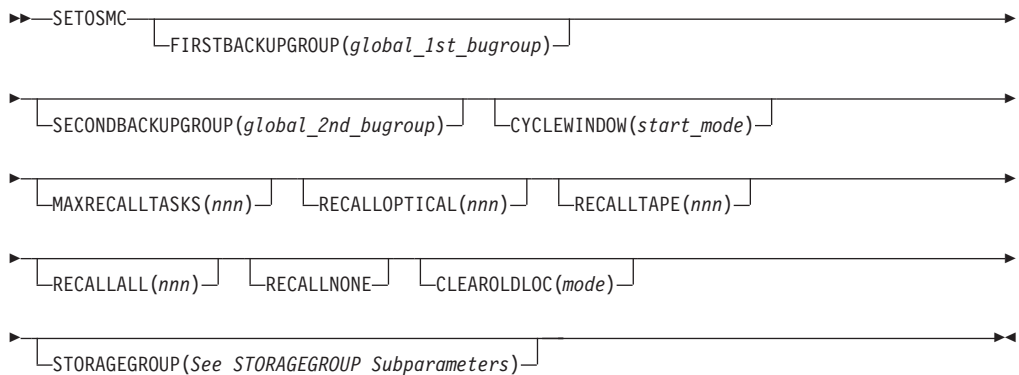 SETOSMC
FIRSTBACKUPGROUP(global_1st_bugroup)
SECONDBACKUPGROUP(global_2nd_bugroup) CYCLEWINDOW(start_mode)
MAXRECALLTASKS(nnn) RECALLOPTICAL(nnn) RECALLTAPE(nnn)
RECALLALL(nnn) RECALLNONE CLEAROLDLOC(mode)
STORAGEGROUP(See STORAGEGROUP Subparameters)